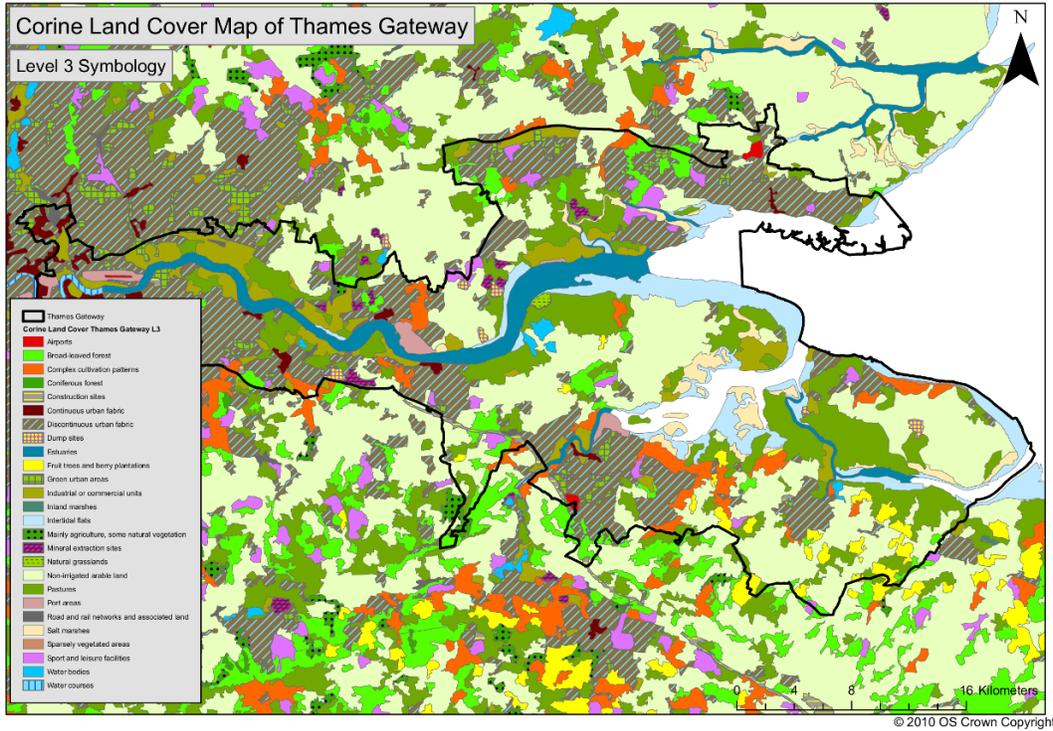 Corine Land Cover Map of Thames Gateway
Level 3 Symbology
N
Thames Gateway
Corine Land Cover Thames Gateway L3
Airports
Broad-leaved forest
Complex cultivation patterns
Coniferous forest
Construction sites
Continuous urban fabric
Discontinuous urban fabric
Dump sites
Estuaries
Fruit trees and berry plantations
Green urban areas
Industrial or commercial units
Inland marshes
Intertidal flats
Mainly agriculture, some natural vegetation
Mineral extraction sites
Natural grasslands
Non-irrigated arable land
Pastures
Port areas
Road and rail networks and associated land
Salt marshes
Sparsely vegetated areas
Sport and leisure facilities
Water bodies
Water courses
0 4 8 16 Kilometers
© 2010 OS Crown Copyright